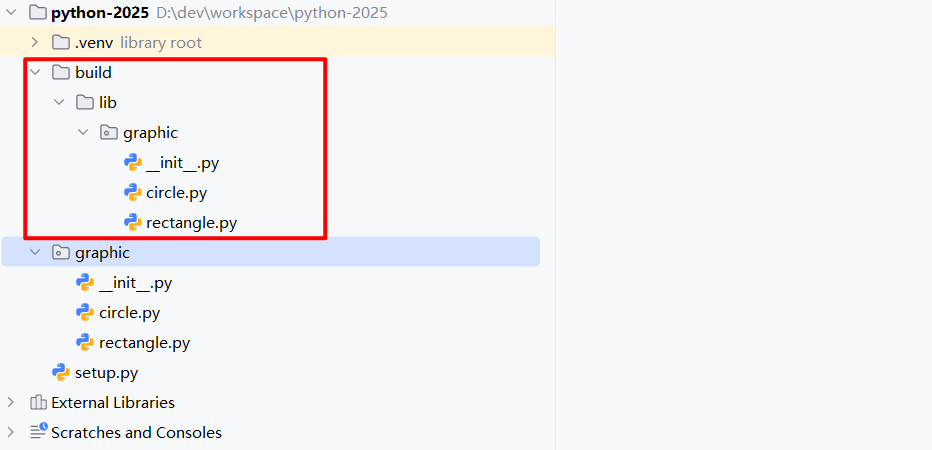 python-2025 D:\dev\workspace\python-2025
.venv library root
build
lib
graphic
__init__.py
circle.py
rectangle.py
graphic
__init__.py
circle.py
rectangle.py
setup.py
External Libraries
Scratches and Consoles